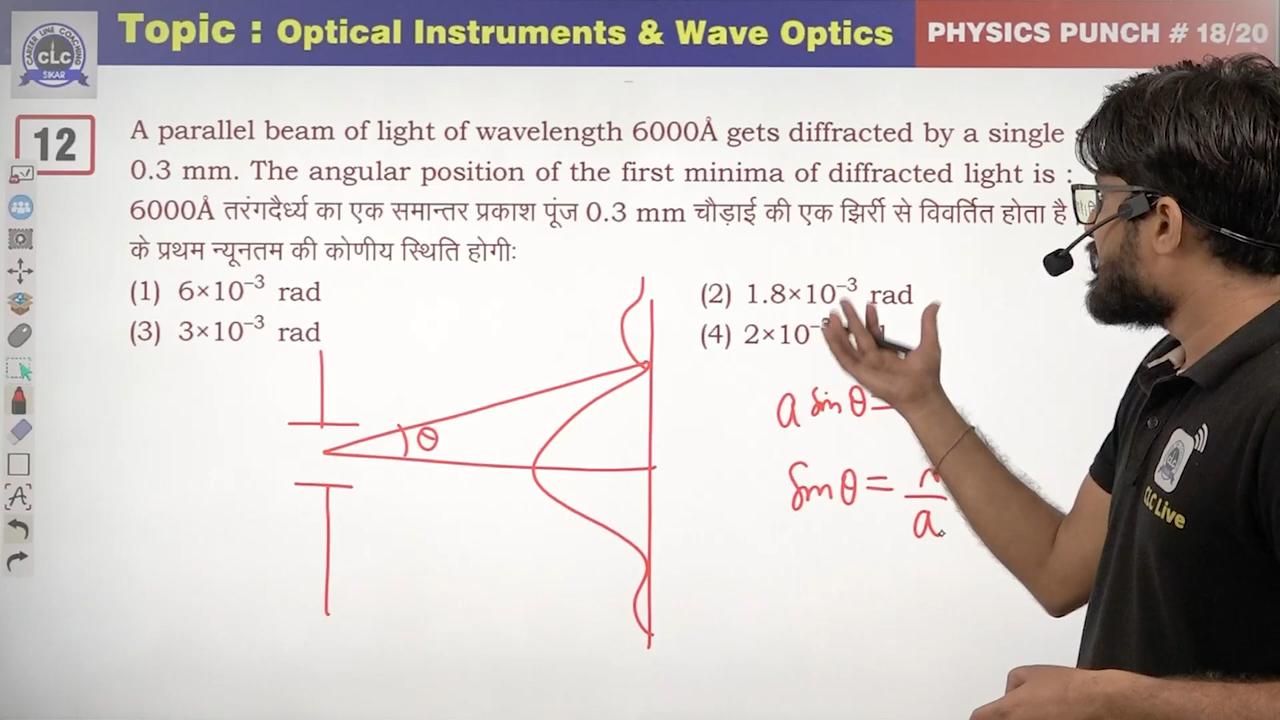 Topic : Optical Instruments & Wave Optics
PHYSICS PUNCH # 18/20
CAREER LINE COACHING
CLC
SIKAR
12
A parallel beam of light of wavelength 6000Å gets diffracted by a single
0.3 mm. The angular position of the first minima of diffracted light is :
6000Å तरंगदैर्ध्य का एक समान्तर प्रकाश पूंज 0.3 mm चौड़ाई की एक झिर्री से विवर्तित होता है
के प्रथम न्यूनतम की कोणीय स्थिति होगीः
(1) 6×10⁻³ rad
(2) 1.8×10⁻³ rad
(3) 3×10⁻³ rad
(4) 2×10
θ
a sin θ =
sin θ = / a
CLC Live